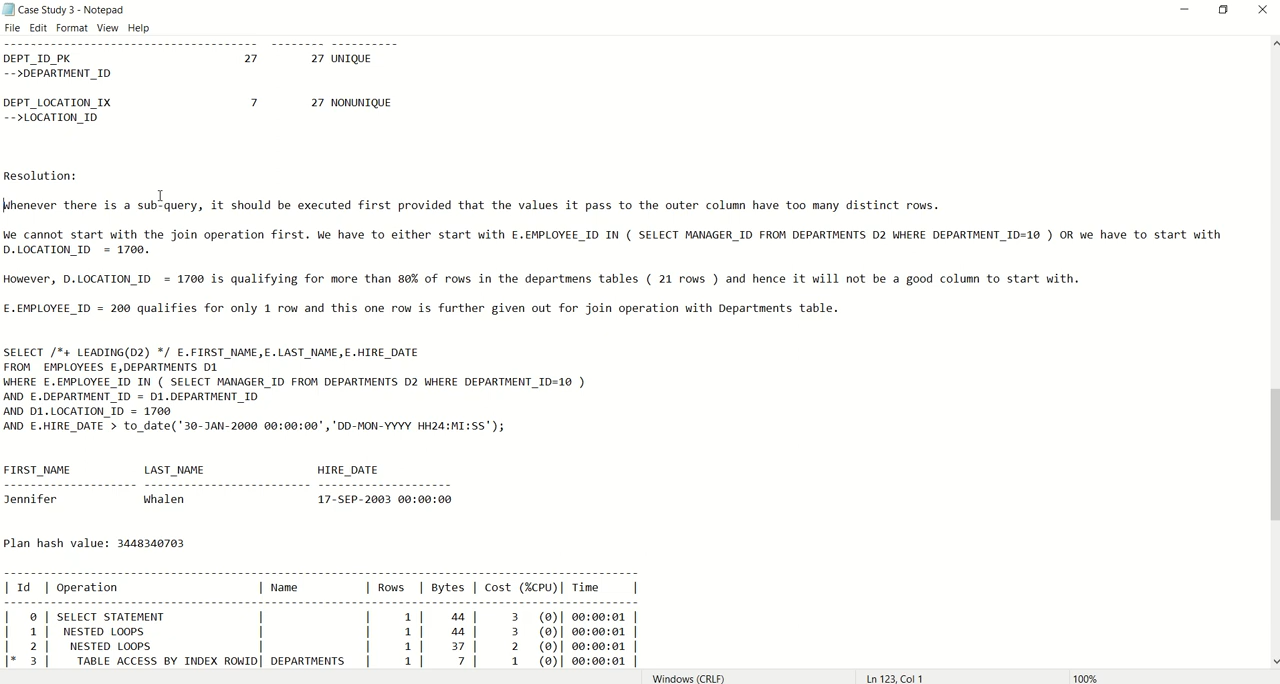 Case Study 3 - Notepad
File Edit Format View Help
------------------------------------- -------- ----------
DEPT_ID_PK 27 27 UNIQUE
-->DEPARTMENT_ID
DEPT_LOCATION_IX 7 27 NONUNIQUE
-->LOCATION_ID
Resolution:
Whenever there is a sub-query, it should be executed first provided that the values it pass to the outer column have too many distinct rows.
We cannot start with the join operation first. We have to either start with E.EMPLOYEE_ID IN ( SELECT MANAGER_ID FROM DEPARTMENTS D2 WHERE DEPARTMENT_ID=10 ) OR we have to start with
D.LOCATION_ID = 1700.
However, D.LOCATION_ID = 1700 is qualifying for more than 80% of rows in the departmens tables ( 21 rows ) and hence it will not be a good column to start with.
E.EMPLOYEE_ID = 200 qualifies for only 1 row and this one row is further given out for join operation with Departments table.
SELECT /*+ LEADING(D2) */ E.FIRST_NAME,E.LAST_NAME,E.HIRE_DATE
FROM EMPLOYEES E,DEPARTMENTS D1
WHERE E.EMPLOYEE_ID IN ( SELECT MANAGER_ID FROM DEPARTMENTS D2 WHERE DEPARTMENT_ID=10 )
AND E.DEPARTMENT_ID = D1.DEPARTMENT_ID
AND D1.LOCATION_ID = 1700
AND E.HIRE_DATE > to_date('30-JAN-2000 00:00:00','DD-MON-YYYY HH24:MI:SS');
FIRST_NAME LAST_NAME HIRE_DATE
-------------------- ------------------------- --------------------
Jennifer Whalen 17-SEP-2003 00:00:00
Plan hash value: 3448340703
-----------------------------------------------------------------------------------------------
| Id | Operation | Name | Rows | Bytes | Cost (%CPU)| Time |
-----------------------------------------------------------------------------------------------
| 0 | SELECT STATEMENT | | 1 | 44 | 3 (0)| 00:00:01 |
| 1 | NESTED LOOPS | | 1 | 44 | 3 (0)| 00:00:01 |
| 2 | NESTED LOOPS | | 1 | 37 | 2 (0)| 00:00:01 |
|* 3 | TABLE ACCESS BY INDEX ROWID| DEPARTMENTS | 1 | 7 | 1 (0)| 00:00:01 |
Windows (CRLF) Ln 123, Col 1 100%